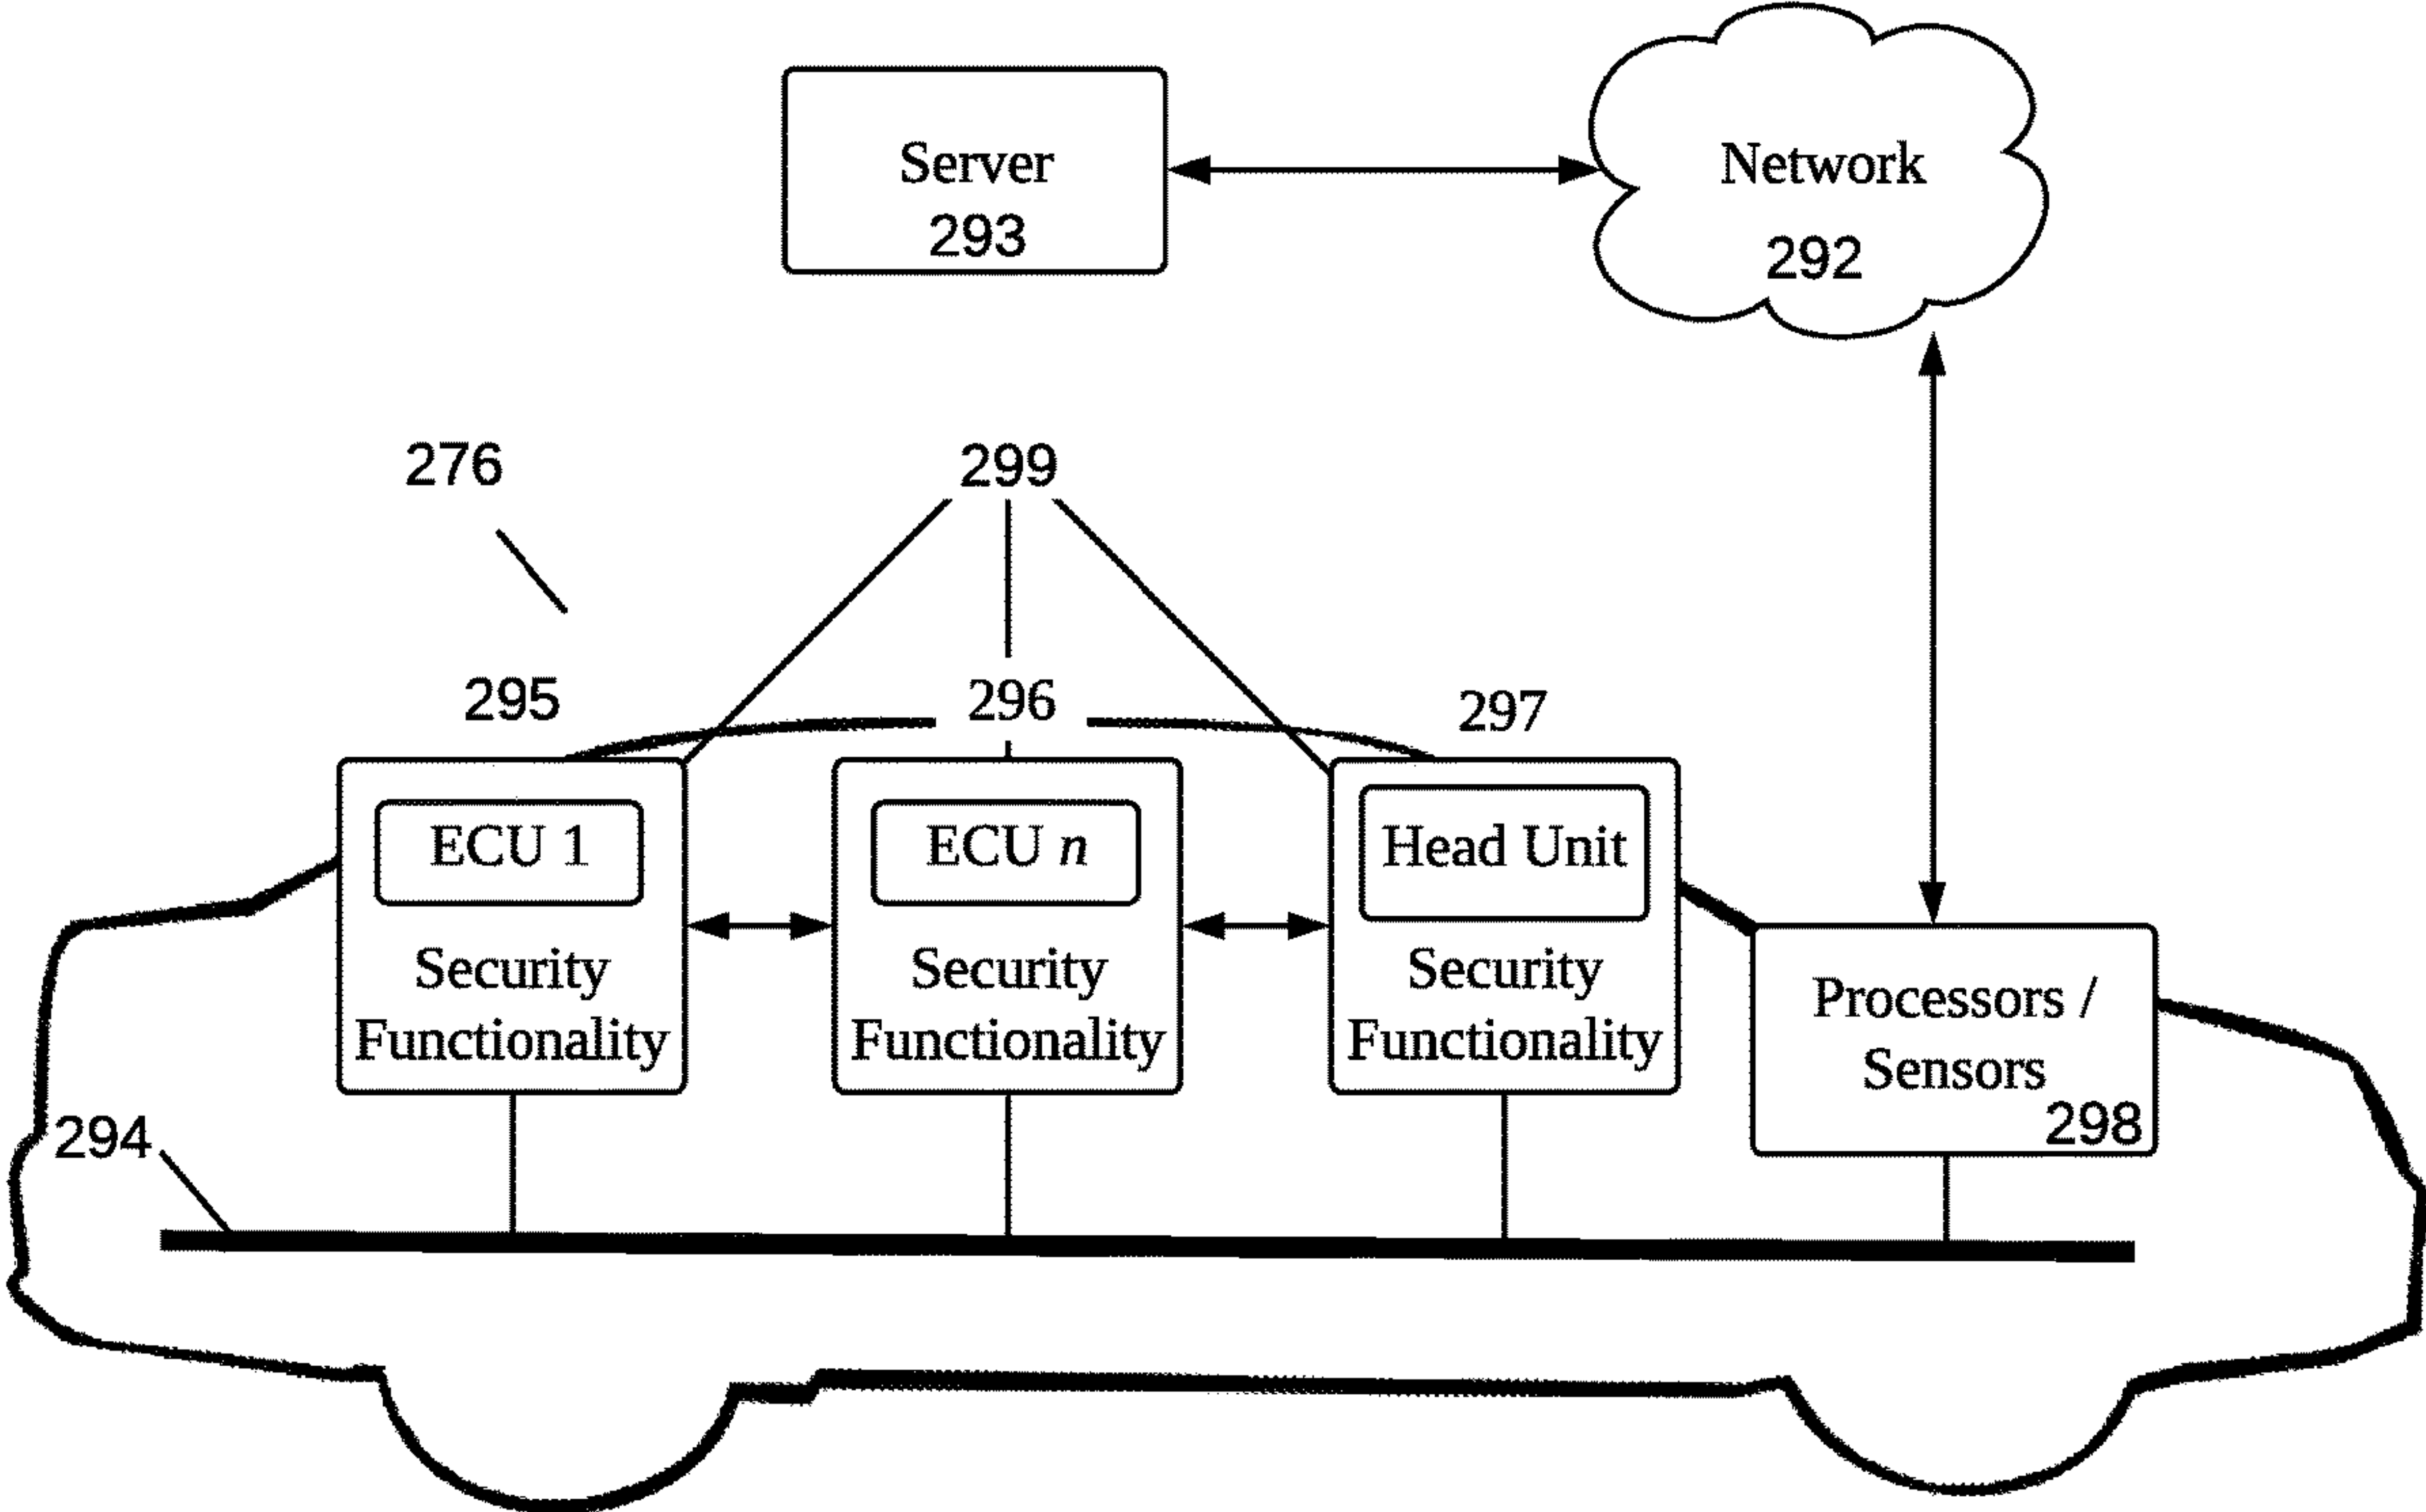 Server
293
Network
292
276
299
295
296
297
ECU 1
Security
Functionality
ECU n
Security
Functionality
Head Unit
Security
Functionality
Processors /
Sensors
298
294